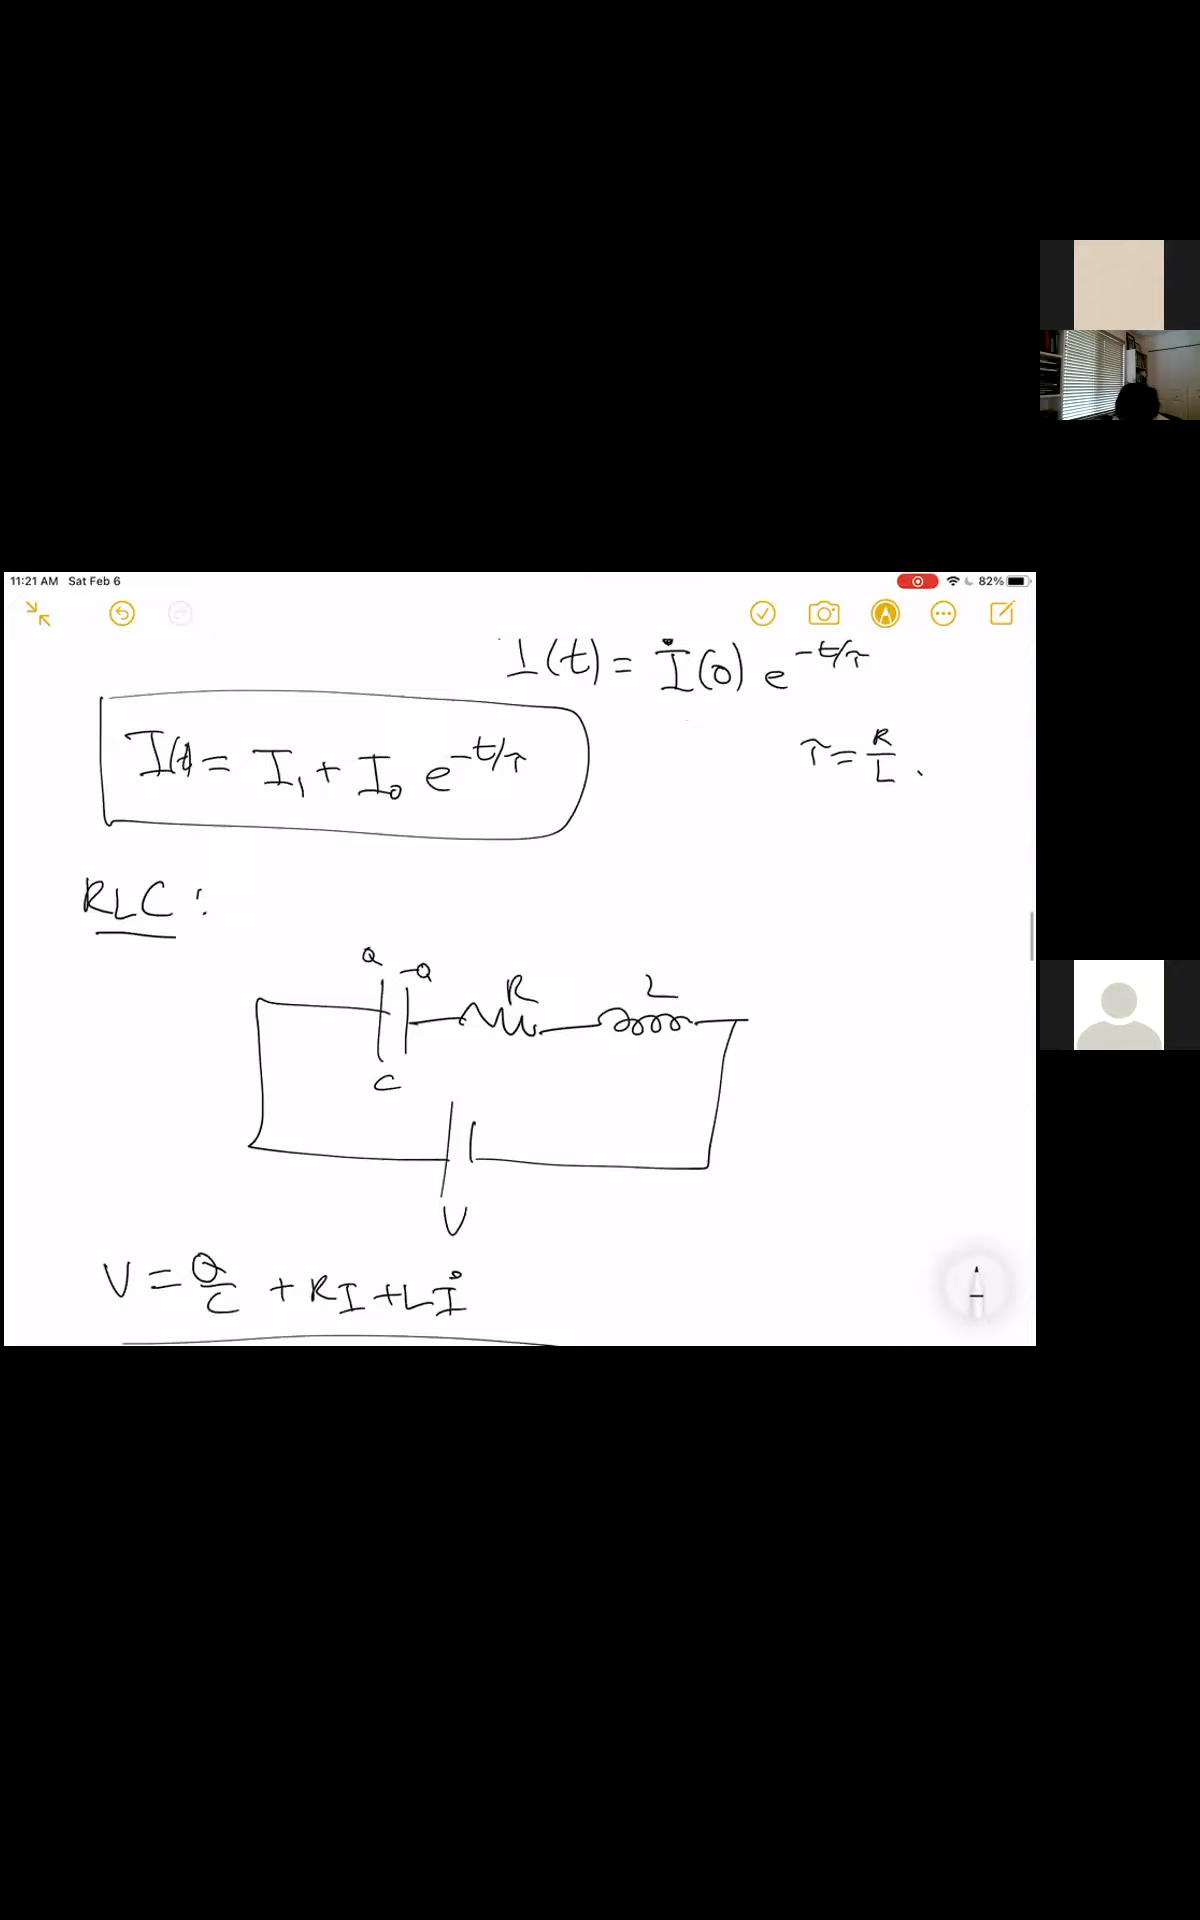 11:21 AM Sat Feb 6
82%
İ(t) = İ(0) e^{-t/τ}
I(t) = I₁ + I₀ e^{-t/τ}
τ = R/L .
RLC :
Q -Q
R L
C
V
V = Q/C + RI + Lİ